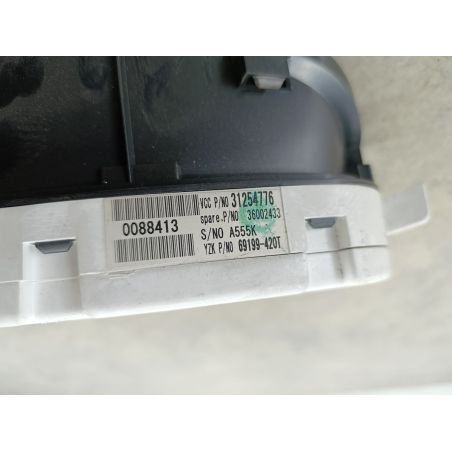 VCC P/NO 31254776
spare.P/NO 36002433
0088413
S/NO A555K
YZK P/NO 69199-420T